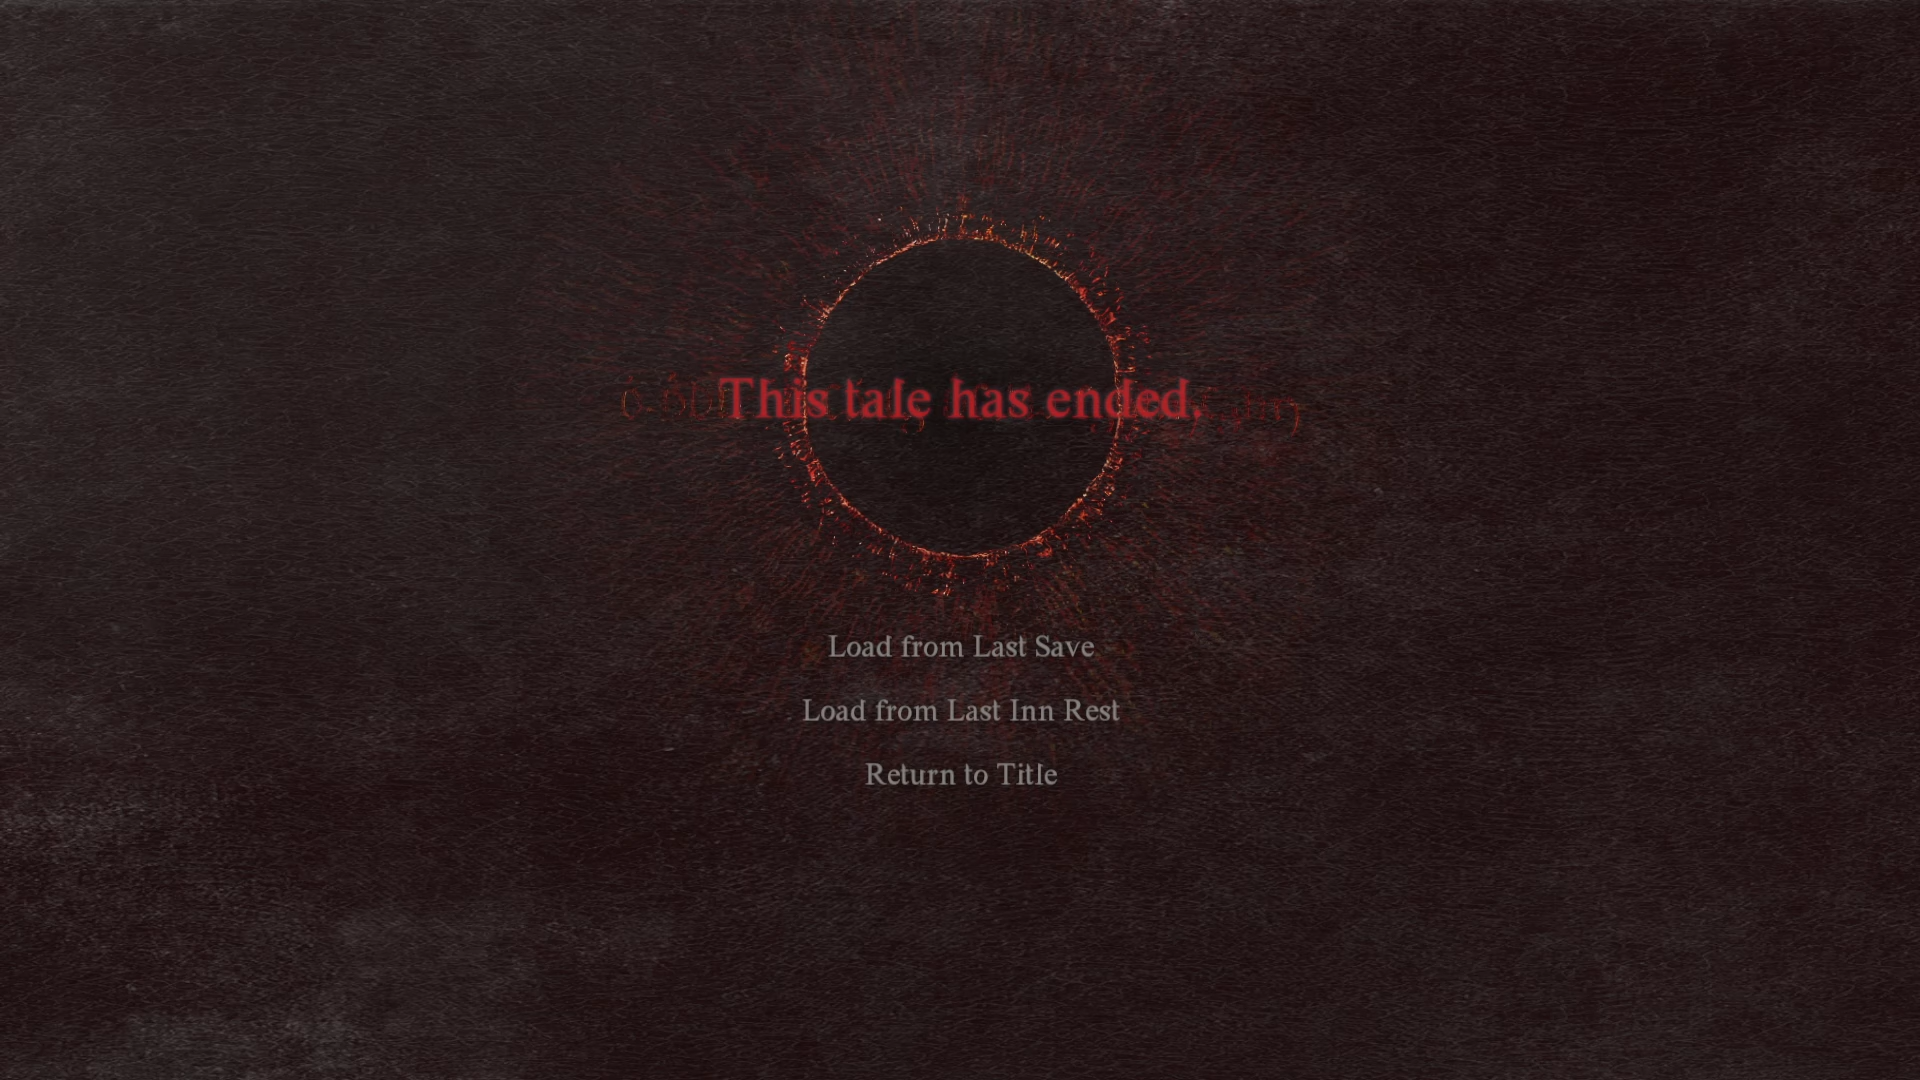 This tale has ended.
Load from Last Save
Load from Last Inn Rest
Return to Title